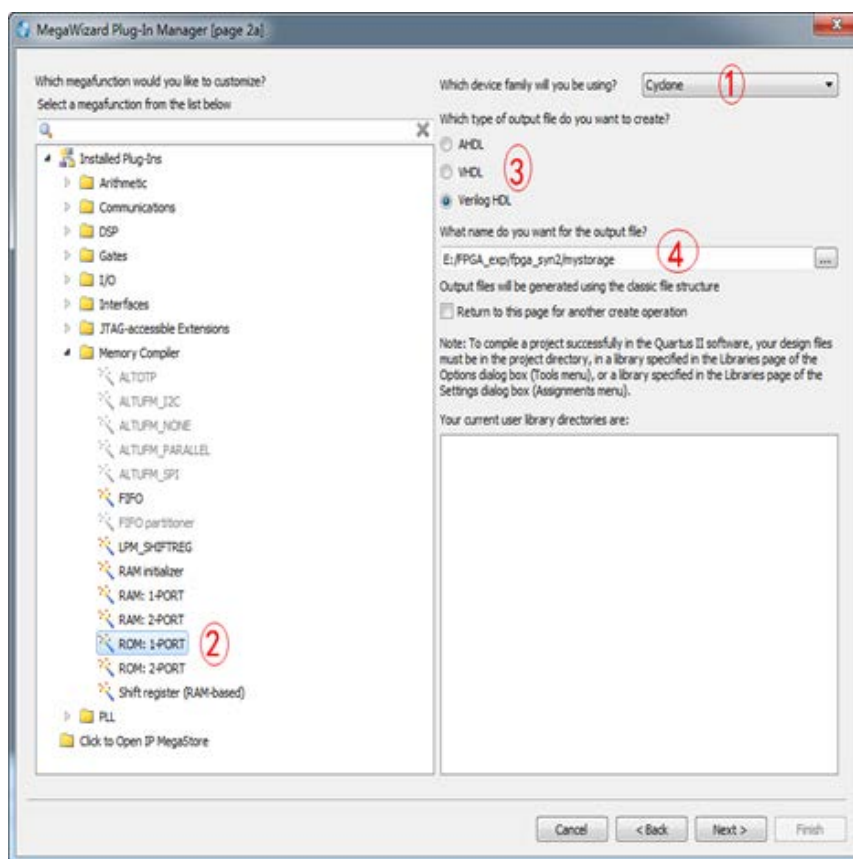 MegaWizard Plug-In Manager [page 2a]
Which megafunction would you like to customize?
Select a megafunction from the list below
Installed Plug-Ins
Arithmetic
Communications
DSP
Gates
I/O
Interfaces
JTAG-accessible Extensions
Memory Compiler
ALTOTP
ALTUFM_I2C
ALTUFM_NONE
ALTUFM_PARALLEL
ALTUFM_SPI
FIFO
FIFO partitioner
LPM_SHIFTREG
RAM initializer
RAM: 1-PORT
RAM: 2-PORT
ROM: 1-PORT
2
ROM: 2-PORT
Shift register (RAM-based)
PLL
Click to Open IP MegaStore
Which device family will you be using?
Cyclone
1
Which type of output file do you want to create?
AHDL
VHDL
3
Verilog HDL
What name do you want for the output file?
4
E:/FPGA_exp/fpga_syn2/mystorage
...
Output files will be generated using the classic file structure
Return to this page for another create operation
Note: To compile a project successfully in the Quartus II software, your design files
must be in the project directory, in a library specified in the Libraries page of the
Options dialog box (Tools menu), or a library specified in the Libraries page of the
Settings dialog box (Assignments menu).
Your current user library directories are:
Cancel
< Back
Next >
Finish